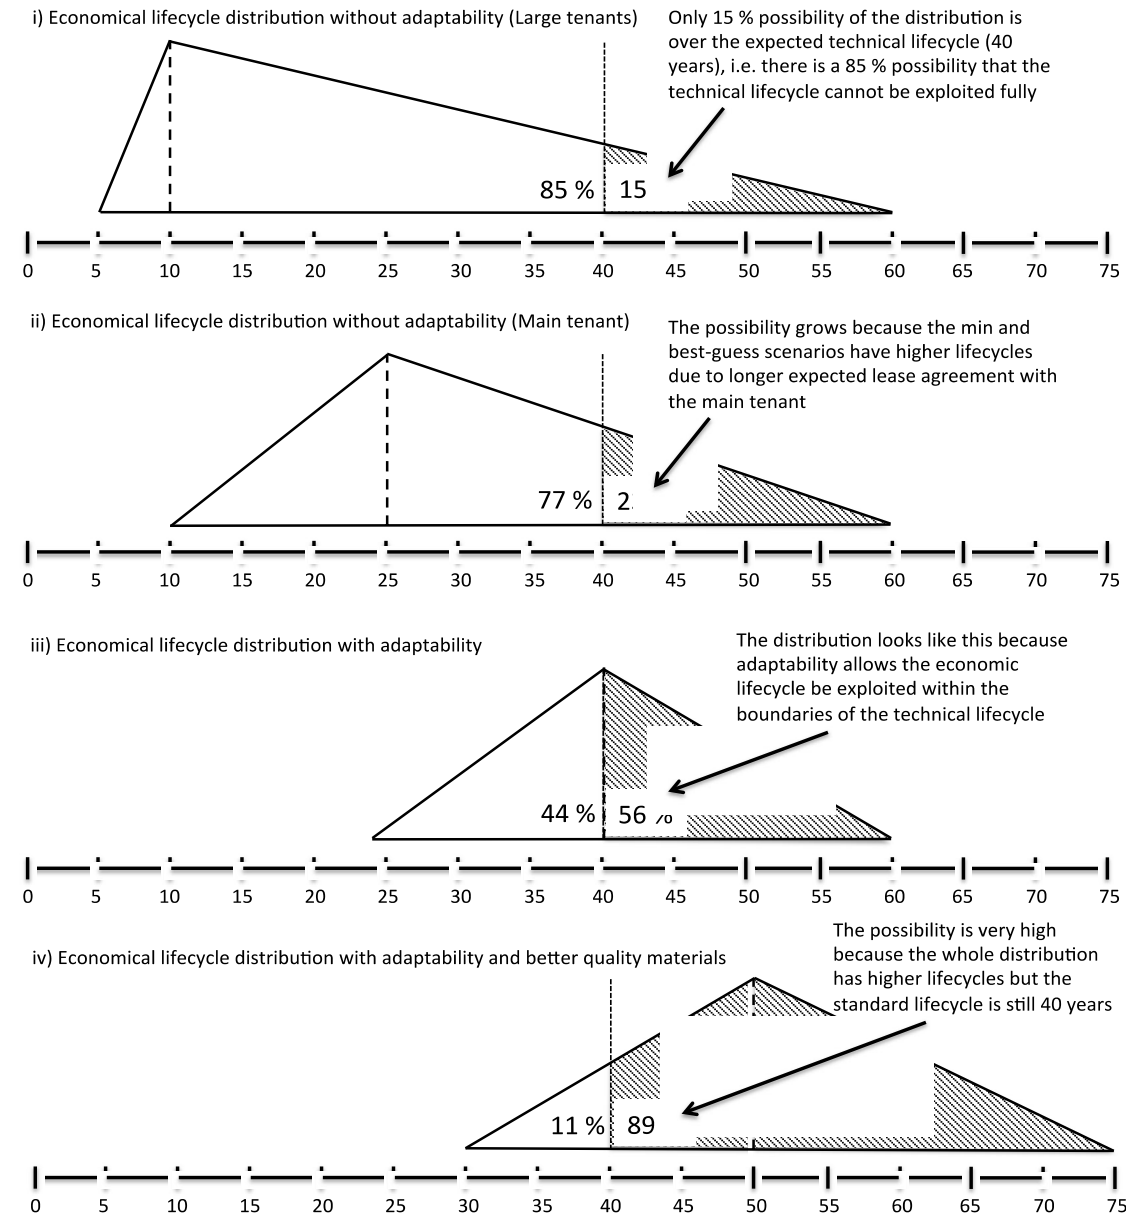 i) Economical lifecycle distribution without adaptability (Large tenants)
Only 15 % possibility of the distribution is
over the expected technical lifecycle (40
years), i.e. there is a 85 % possibility that the
technical lifecycle cannot be exploited fully
85 % 15
0 5 10 15 20 25 30 35 40 45 50 55 60 65 70 75
ii) Economical lifecycle distribution without adaptability (Main tenant)
The possibility grows because the min and
best-guess scenarios have higher lifecycles
due to longer expected lease agreement with
the main tenant
77 % 2
0 5 10 15 20 25 30 35 40 45 50 55 60 65 70 75
iii) Economical lifecycle distribution with adaptability
The distribution looks like this because
adaptability allows the economic
lifecycle be exploited within the
boundaries of the technical lifecycle
44 % 56 %
0 5 10 15 20 25 30 35 40 45 50 55 60 65 70 75
iv) Economical lifecycle distribution with adaptability and better quality materials
The possibility is very high
because the whole distribution
has higher lifecycles but the
standard lifecycle is still 40 years
11 % 89
0 5 10 15 20 25 30 35 40 45 50 55 60 65 70 75